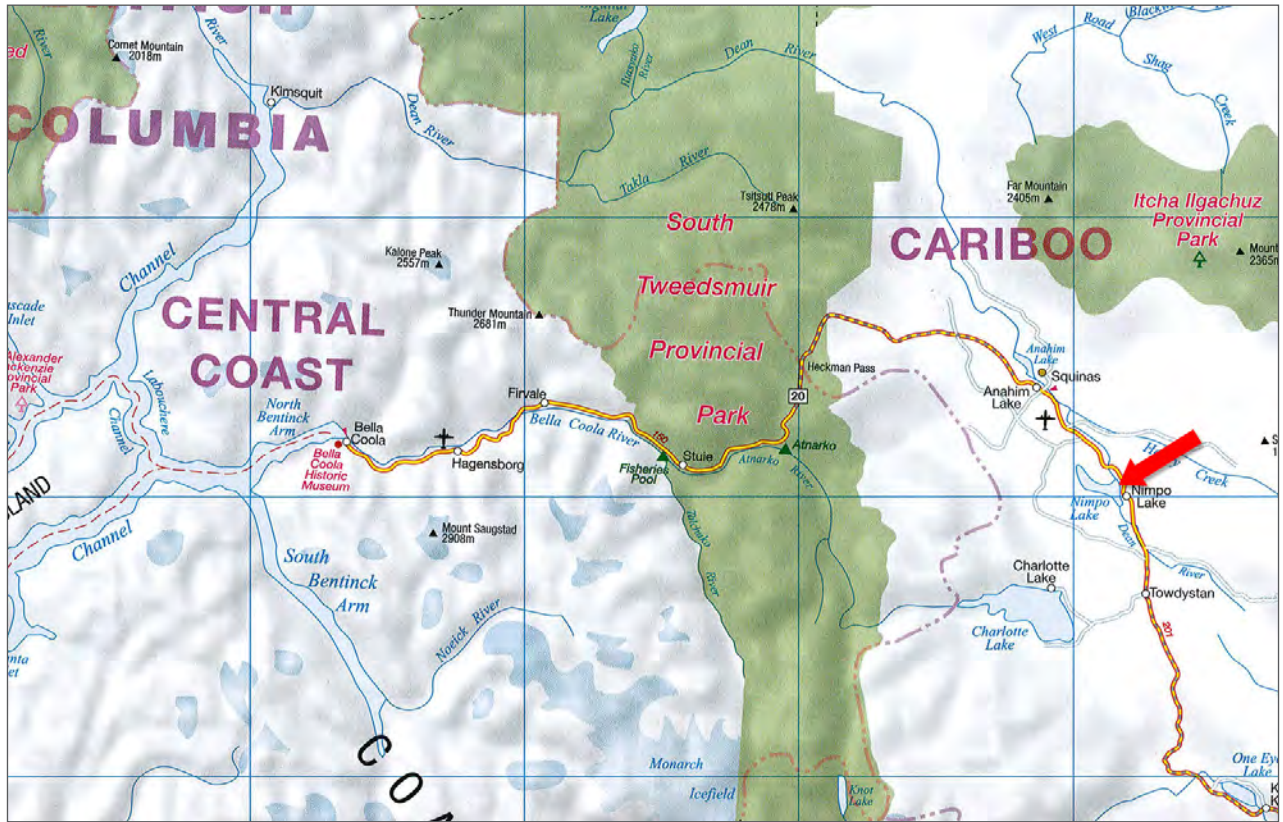 Lake
River
River
Comet Mountain
2018m
Kimsquit
COLUMBIA
Dean River
Dean River
River
Takla River
Tsitsutl Peak
2478m
West Road
Shag
Creek
Far Mountain
2405m
Itcha Ilgachuz
Provincial
Park
Mount
2365m
Channel
Kalone Peak
2557m
South
Tweedsmuir
Provincial
Park
CARIBOO
Inlet
CENTRAL
COAST
Thunder Mountain
2681m
Heckman Pass
20
Anahim
Lake
Squinas
Anahim
Lake
Labouchere
Channel
North
Bentinck
Arm
Bella
Coola
Bella
Coola
Historic
Museum
Hagensborg
Firvale
Bella Coola River
Fisheries
Pool
Stuie
Atnarko
Atnarko
River
Creek
Nimpo
Lake
Nimpo
Lake
Dean
River
Channel
Mount Saugstad
2908m
South
Bentinck
Arm
Noeick River
Talchako
River
Charlotte
Lake
Charlotte
Lake
Towdystan
201
Monarch
Icefield
Knot
Lake
One Eye
Lake